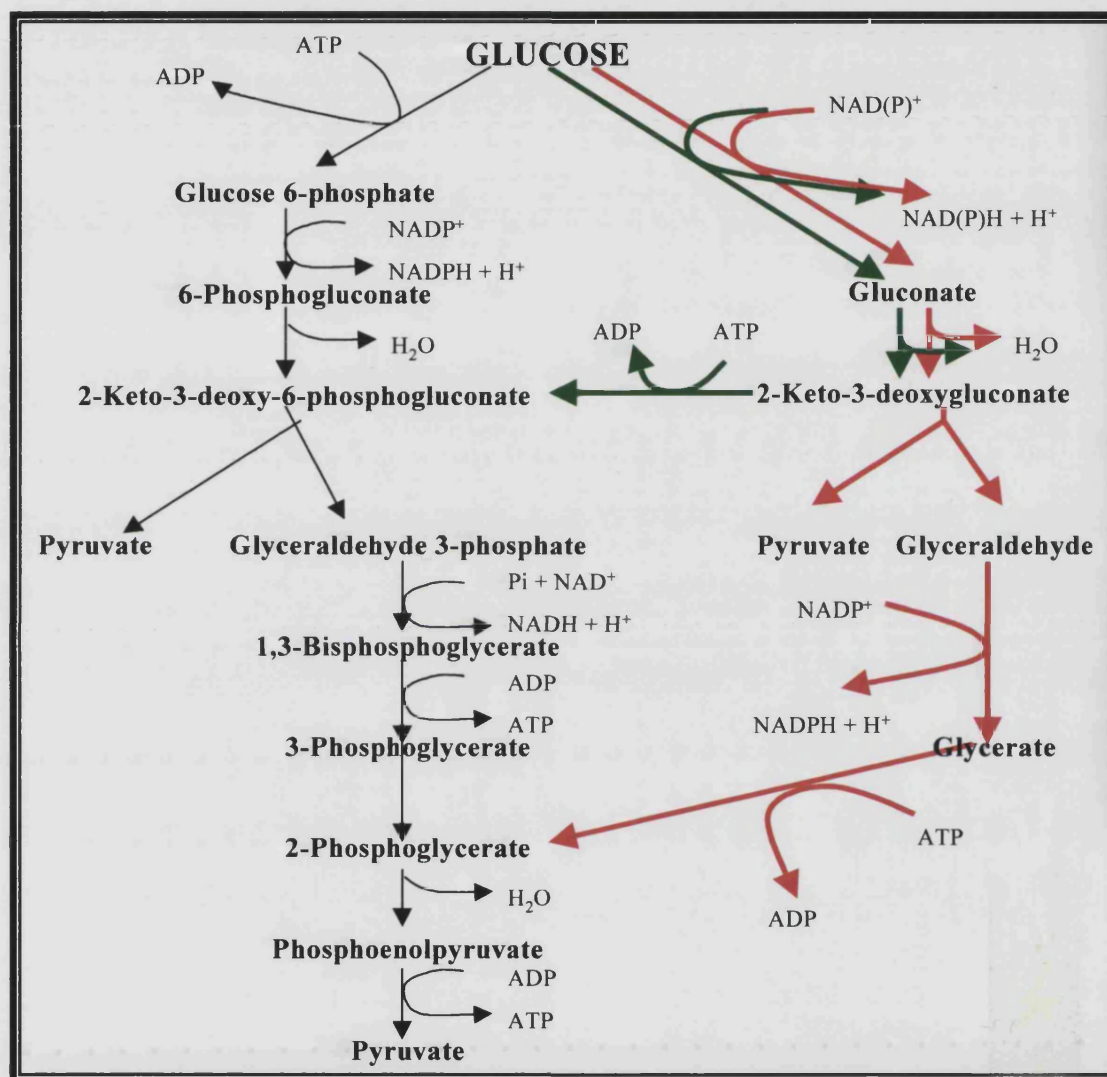 ATP
GLUCOSE
ADP
NAD(P)⁺
Glucose 6-phosphate
NADP⁺
NAD(P)H + H⁺
NADPH + H⁺
6-Phosphogluconate
Gluconate
ADP
ATP
H₂O
H₂O
2-Keto-3-deoxy-6-phosphogluconate
2-Keto-3-deoxygluconate
Pyruvate
Glyceraldehyde 3-phosphate
Pyruvate
Glyceraldehyde
Pi + NAD⁺
NADP⁺
NADH + H⁺
1,3-Bisphosphoglycerate
ADP
ATP
NADPH + H⁺
3-Phosphoglycerate
Glycerate
2-Phosphoglycerate
ATP
H₂O
ADP
Phosphoenolpyruvate
ADP
ATP
Pyruvate